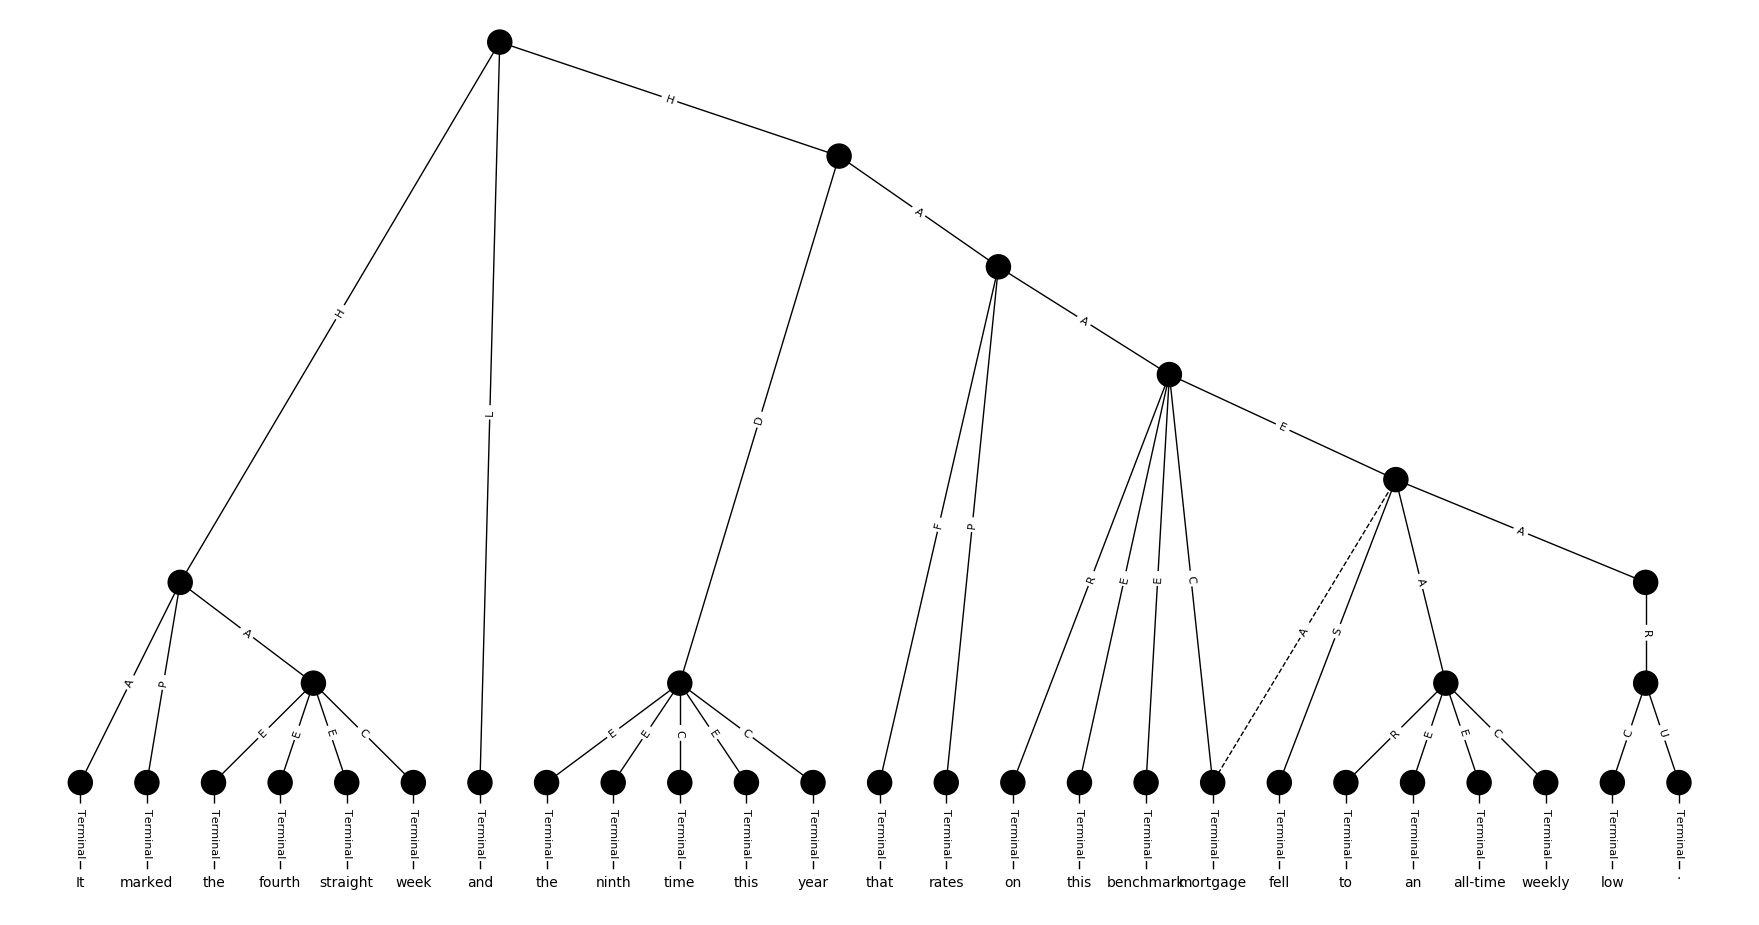 H
H
A
A
H
L
D
E
F
P
A
R
E
E
C
A
A
S
A
R
A
P
E
E
E
C
E
E
C
E
C
R
E
E
C
C
U
Terminal Terminal Terminal Terminal Terminal Terminal Terminal Terminal Terminal Terminal Terminal Terminal Terminal Terminal Terminal Terminal Terminal Terminal Terminal Terminal Terminal Terminal Terminal Terminal Terminal
It marked the fourth straight week and the ninth time this year that rates on this benchmark mortgage fell to an all-time weekly low .